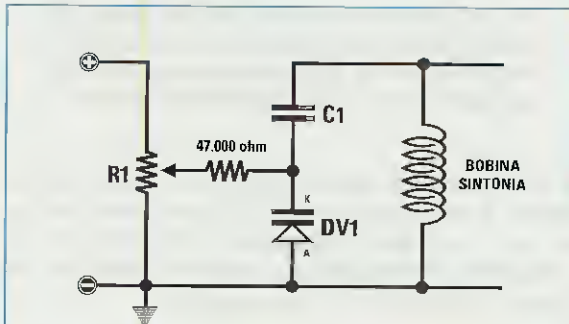 +
C1
47.000 ohm
R1
K
DV1
A
BOBINA
SINTONIA
-